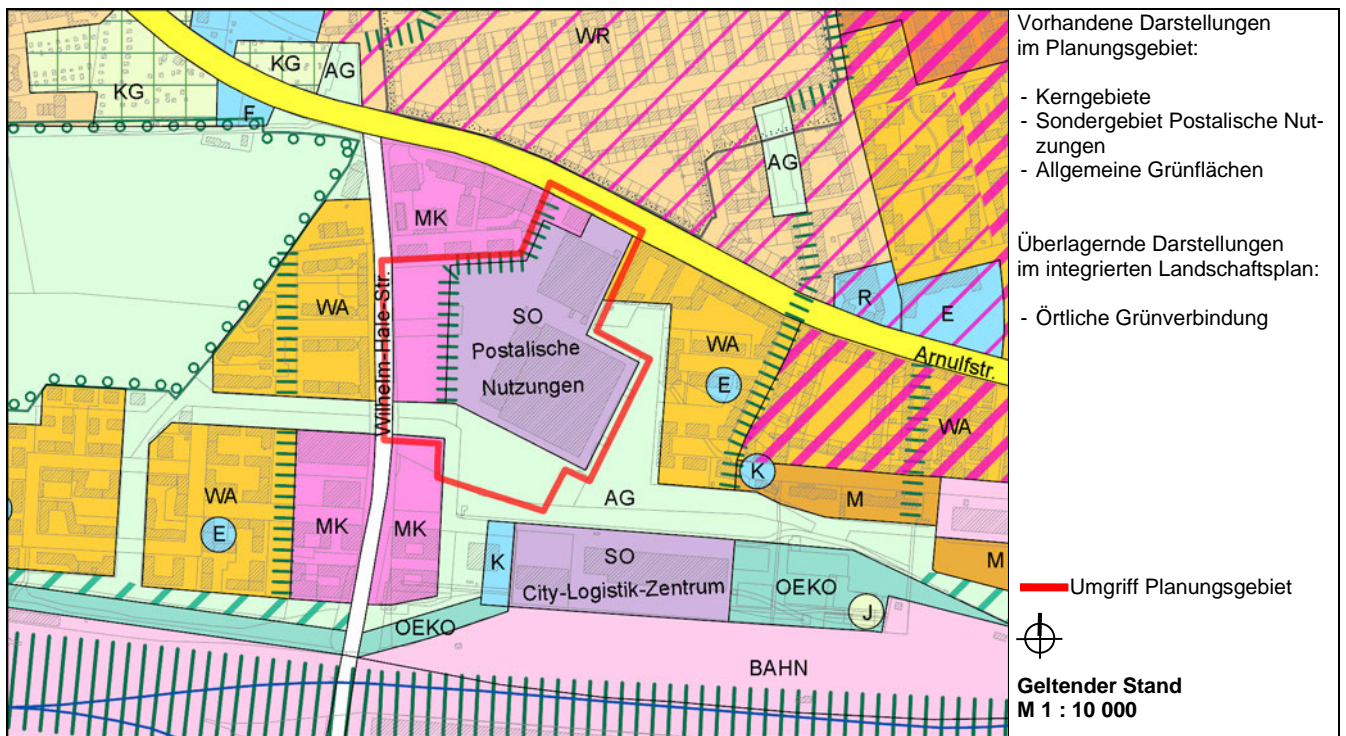 WR
KG
KG
AG
F
AG
MK
WA
SO
Postalische
Nutzungen
Wilhelm-Hale-Str.
WA
E
R
E
Arnulfstr.
WA
K
M
WA
E
MK
MK
AG
K
SO
City-Logistik-Zentrum
OEKO
J
M
OEKO
BAHN
Vorhandene Darstellungen
im Planungsgebiet:
- Kerngebiete
- Sondergebiet Postalische Nut-
zungen
- Allgemeine Grünflächen
Überlagernde Darstellungen
im integrierten Landschaftsplan:
- Örtliche Grünverbindung
Umgriff Planungsgebiet
Geltender Stand
M 1 : 10 000